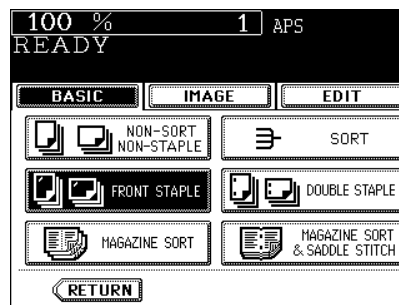 100 % 1 APS
READY
BASIC IMAGE EDIT
NON-SORT
NON-STAPLE
SORT
FRONT STAPLE DOUBLE STAPLE
MAGAZINE SORT
MAGAZINE SORT
& SADDLE STITCH
RETURN